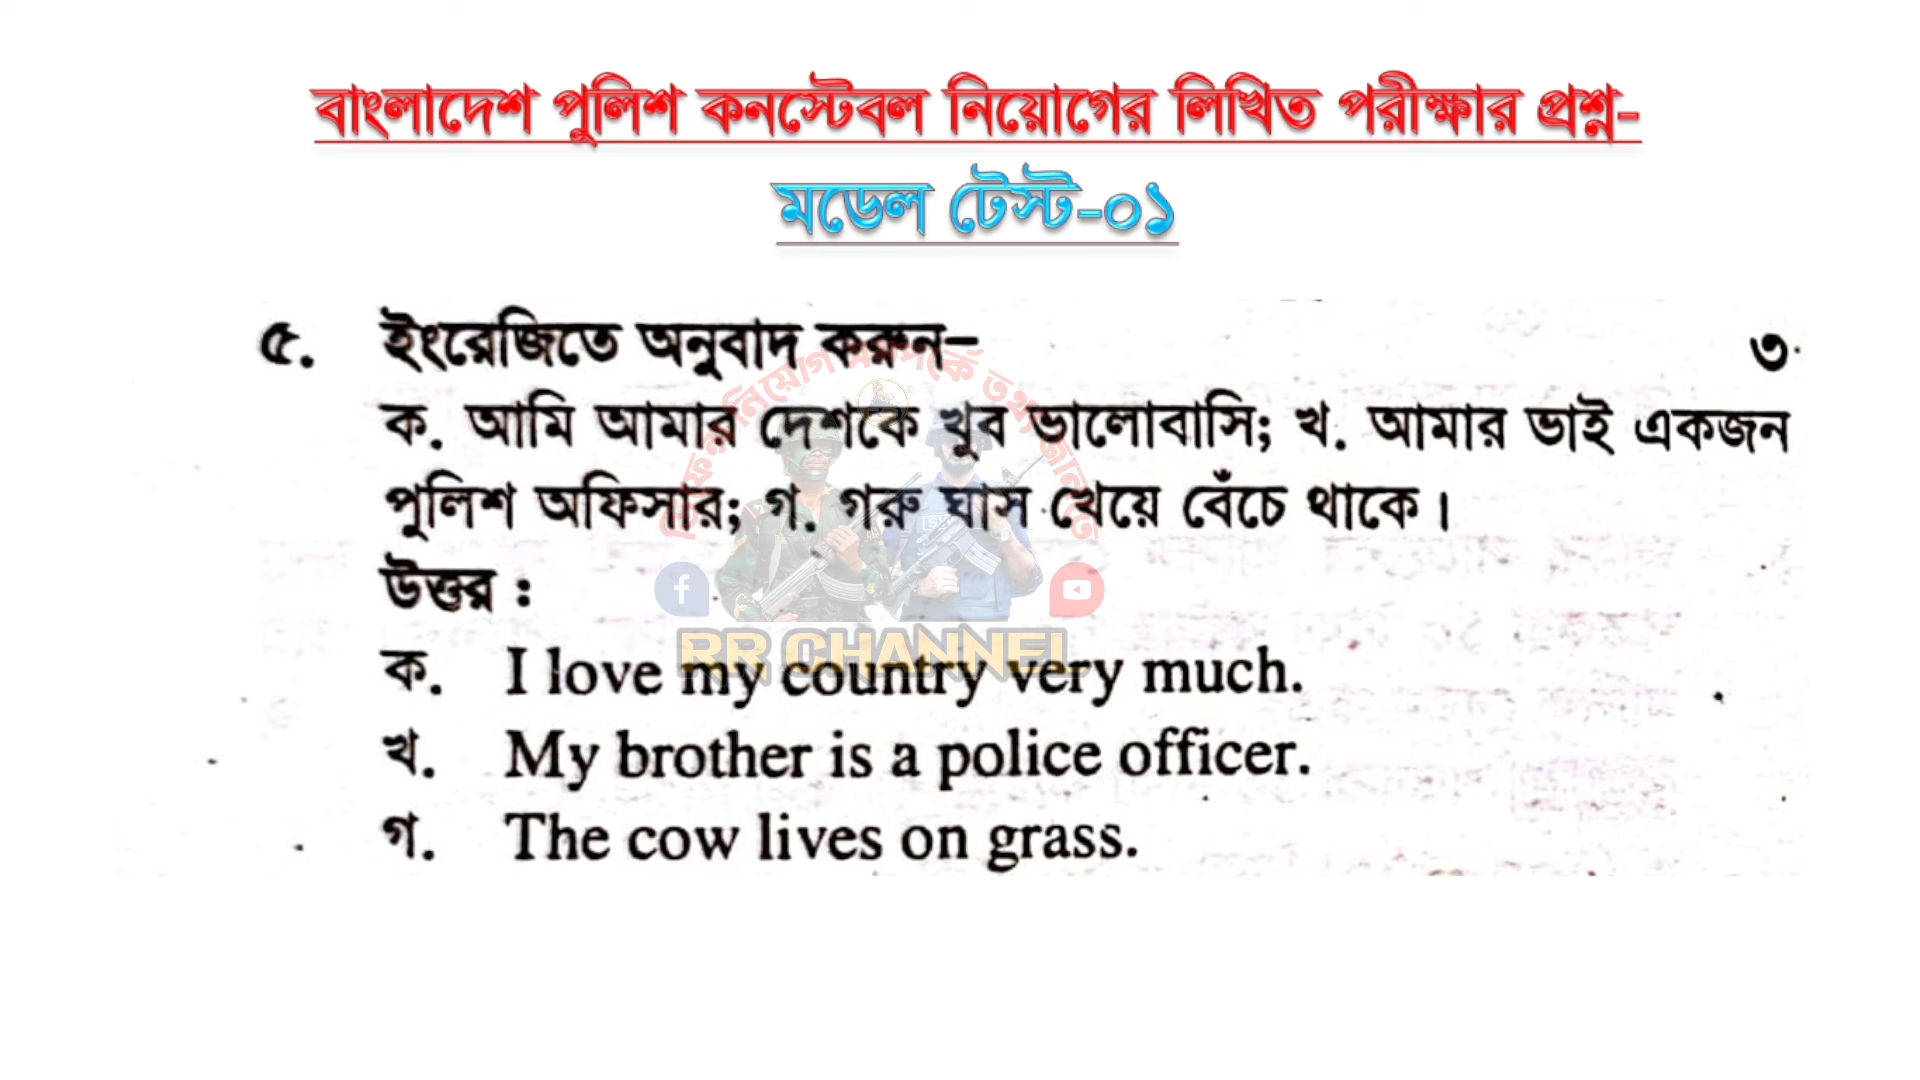 বাংলাদেশ পুলিশ কনস্টেবল নিয়োগের লিখিত পরীক্ষার প্রশ্ন-
মডেল টেস্ট-০১
৫. ইংরেজিতে অনুবাদ করুন– ৩
ক. আমি আমার দেশকে খুব ভালোবাসি; খ. আমার ভাই একজন
পুলিশ অফিসার; গ. গরু ঘাস খেয়ে বেঁচে থাকে।
উত্তর :
ক. I love my country very much.
খ. My brother is a police officer.
গ. The cow lives on grass.
RR CHANNEL